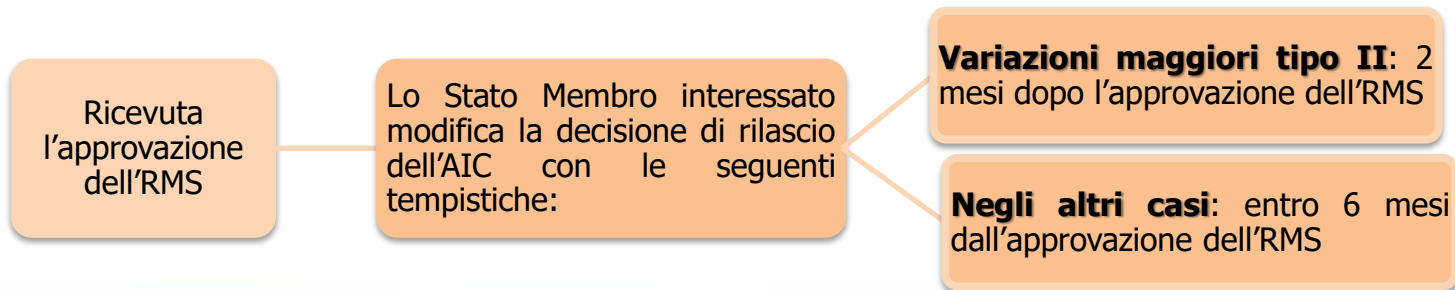 Ricevuta
l'approvazione
dell'RMS
Lo Stato Membro interessato
modifica la decisione di rilascio
dell'AIC con le seguenti
tempistiche:
Variazioni maggiori tipo II: 2
mesi dopo l'approvazione dell'RMS
Negli altri casi: entro 6 mesi
dall'approvazione dell'RMS